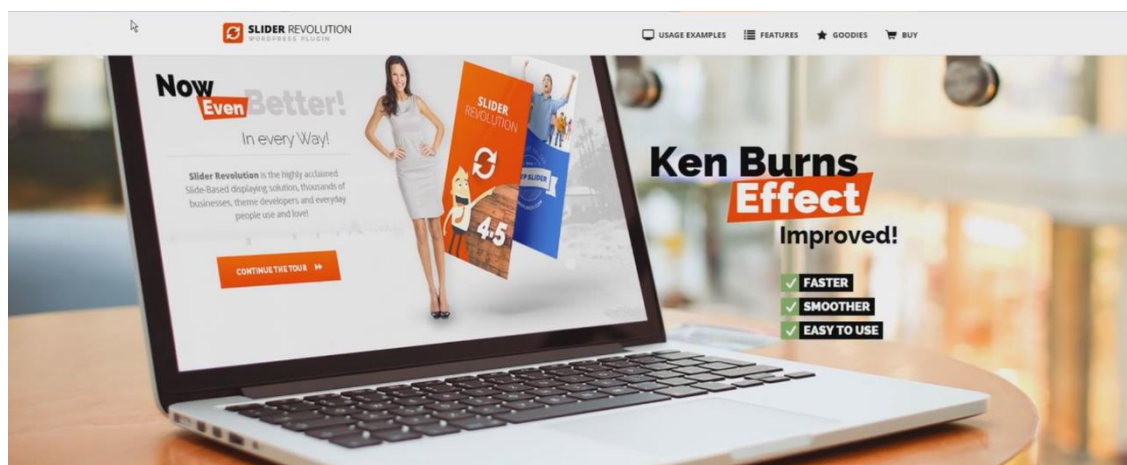 SLIDER REVOLUTION
WORDPRESS PLUGIN
USAGE EXAMPLES
FEATURES
GOODIES
BUY
Now
Even Better!
In every Way!
Slider Revolution is the highly acclaimed
Slide-Based displaying solution, thousands of
businesses, theme developers and everyday
people use and love!
CONTINUE THE TOUR
SLIDER
REVOLUTION
4.5
SLIDER
Ken Burns
Effect
Improved!
FASTER
SMOOTHER
EASY TO USE